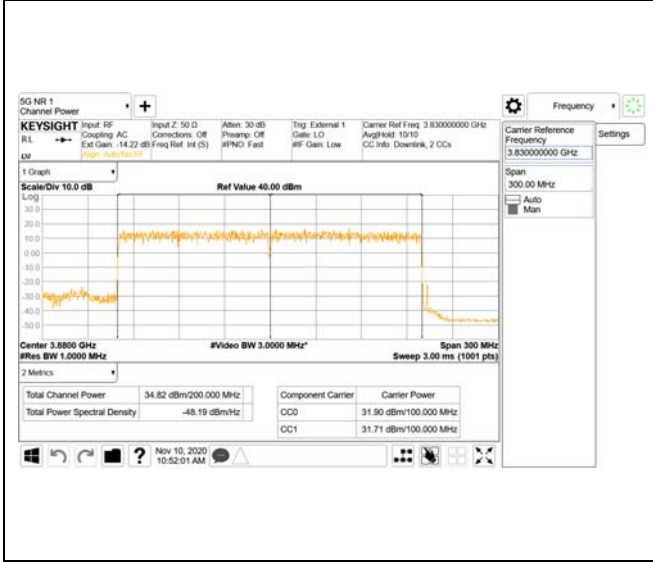 5G NR 1
Channel Power
Frequency
KEYSIGHT
RL
Input: RF
Coupling: AC
Ext Gain: -14.22 dB
Align: Auto/No RF
Input Z: 50 Ω
Corrections: Off
Freq Ref: Int (S)
Atten: 30 dB
Preamp: Off
#PNO: Fast
Trig: External 1
Gate: LO
#IF Gain: Low
Carrier Ref Freq: 3.830000000 GHz
Avg|Hold: 10/10
CC Info: Downlink, 2 CCs
Carrier Reference
Frequency
3.830000000 GHz
Settings
Span
300.00 MHz
Auto
Man
1 Graph
Scale/Div 10.0 dB
Ref Value 40.00 dBm
Log
30.0
20.0
10.0
0.00
-10.0
-20.0
-30.0
-40.0
-50.0
Center 3.8800 GHz
#Video BW 3.0000 MHz*
Span 300 MHz
#Res BW 1.0000 MHz
Sweep 3.00 ms (1001 pts)
2 Metrics
Total Channel Power 34.82 dBm/200.000 MHz
Total Power Spectral Density -48.19 dBm/Hz
Component Carrier Carrier Power
CC0 31.90 dBm/100.000 MHz
CC1 31.71 dBm/100.000 MHz
?
Nov 10, 2020
10:52:01 AM